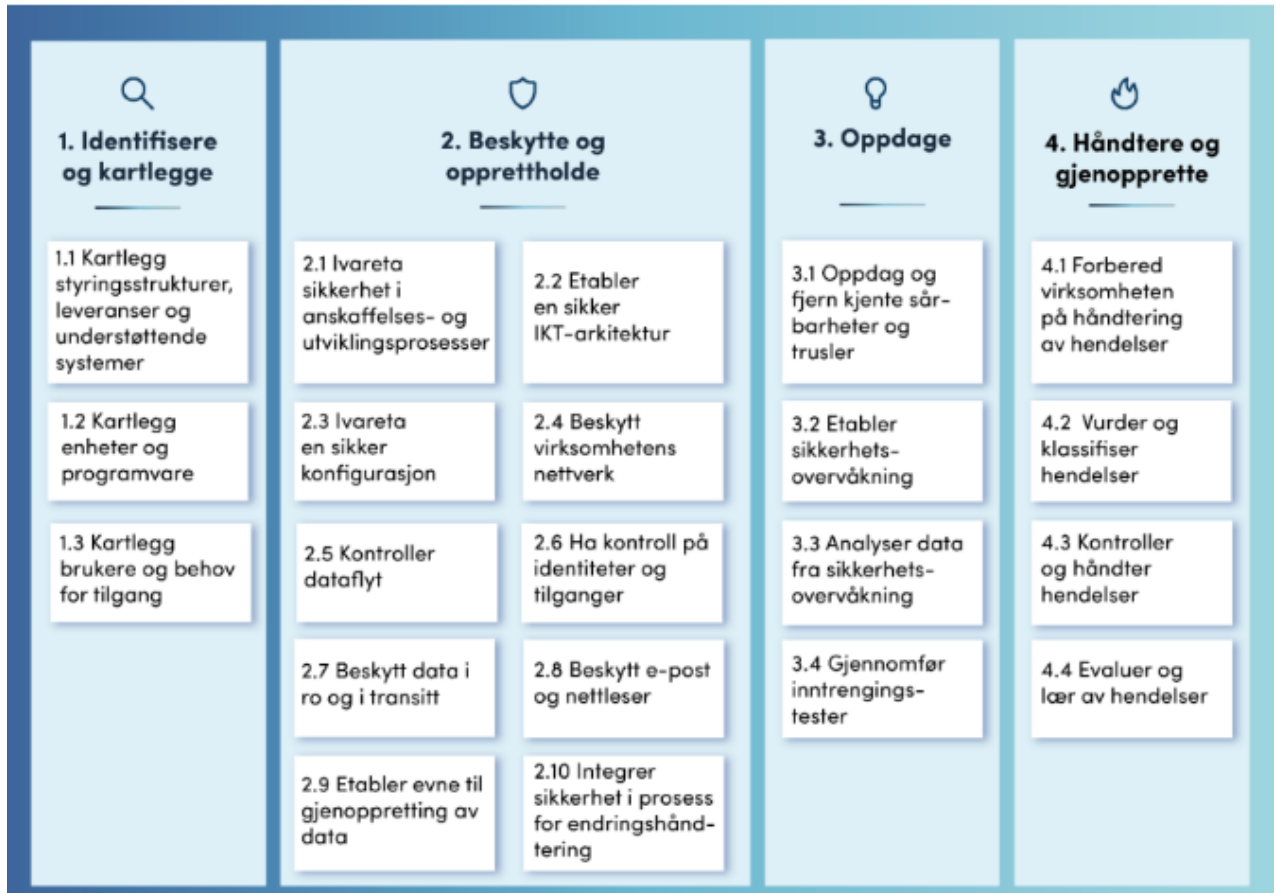 1. Identifisere
og kartlegge
1.1 Kartlegg
styringsstrukturer,
leveranser og
understøttende
systemer
1.2 Kartlegg
enheter og
programvare
1.3 Kartlegg
brukere og behov
for tilgang
2. Beskytte og
opprettholde
2.1 Ivareta
sikkerhet i
anskaffelses- og
utviklingsprosesser
2.2 Etabler
en sikker
IKT-arkitektur
2.3 Ivareta
en sikker
konfigurasjon
2.4 Beskytt
virksomhetens
nettverk
2.5 Kontroller
dataflyt
2.6 Ha kontroll på
identiteter og
tilganger
2.7 Beskytt data i
ro og i transitt
2.8 Beskytt e-post
og nettleser
2.9 Etabler evne til
gjenoppretting av
data
2.10 Integrer
sikkerhet i prosess
for endringshånd-
tering
3. Oppdage
3.1 Oppdag og
fjern kjente sår-
barheter og
trusler
3.2 Etabler
sikkerhets-
overvåkning
3.3 Analyser data
fra sikkerhets-
overvåkning
3.4 Gjennomfør
inntrengings-
tester
4. Håndtere og
gjenopprette
4.1 Forbered
virksomheten
på håndtering
av hendelser
4.2 Vurder og
klassifiser
hendelser
4.3 Kontroller
og håndter
hendelser
4.4 Evaluer og
lær av hendelser